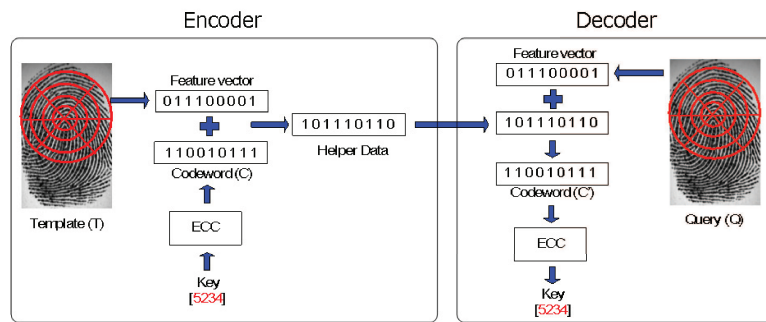 Encoder
Feature vector
011100001
110010111
Codeword (C)
ECC
Key
[5234]
Template (T)
101110110
Helper Data
Decoder
Feature vector
011100001
101110110
110010111
Codeword (C')
ECC
Key
[5234]
Query (Q)